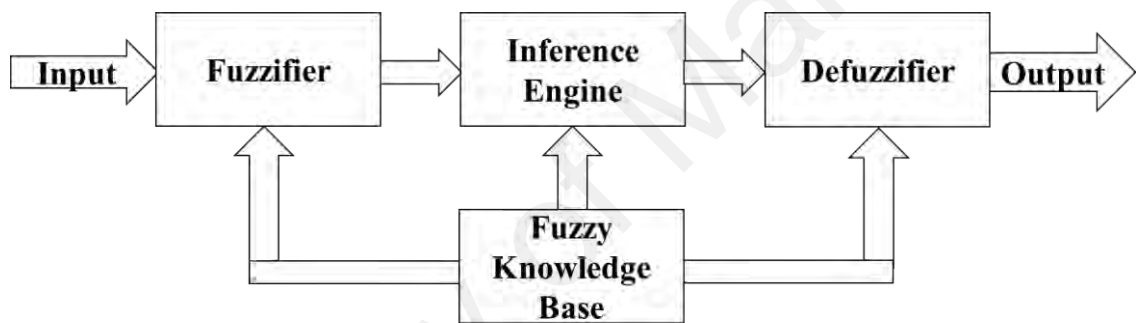 Input
Fuzzifier
Inference
Engine
Defuzzifier
Output
Fuzzy
Knowledge
Base